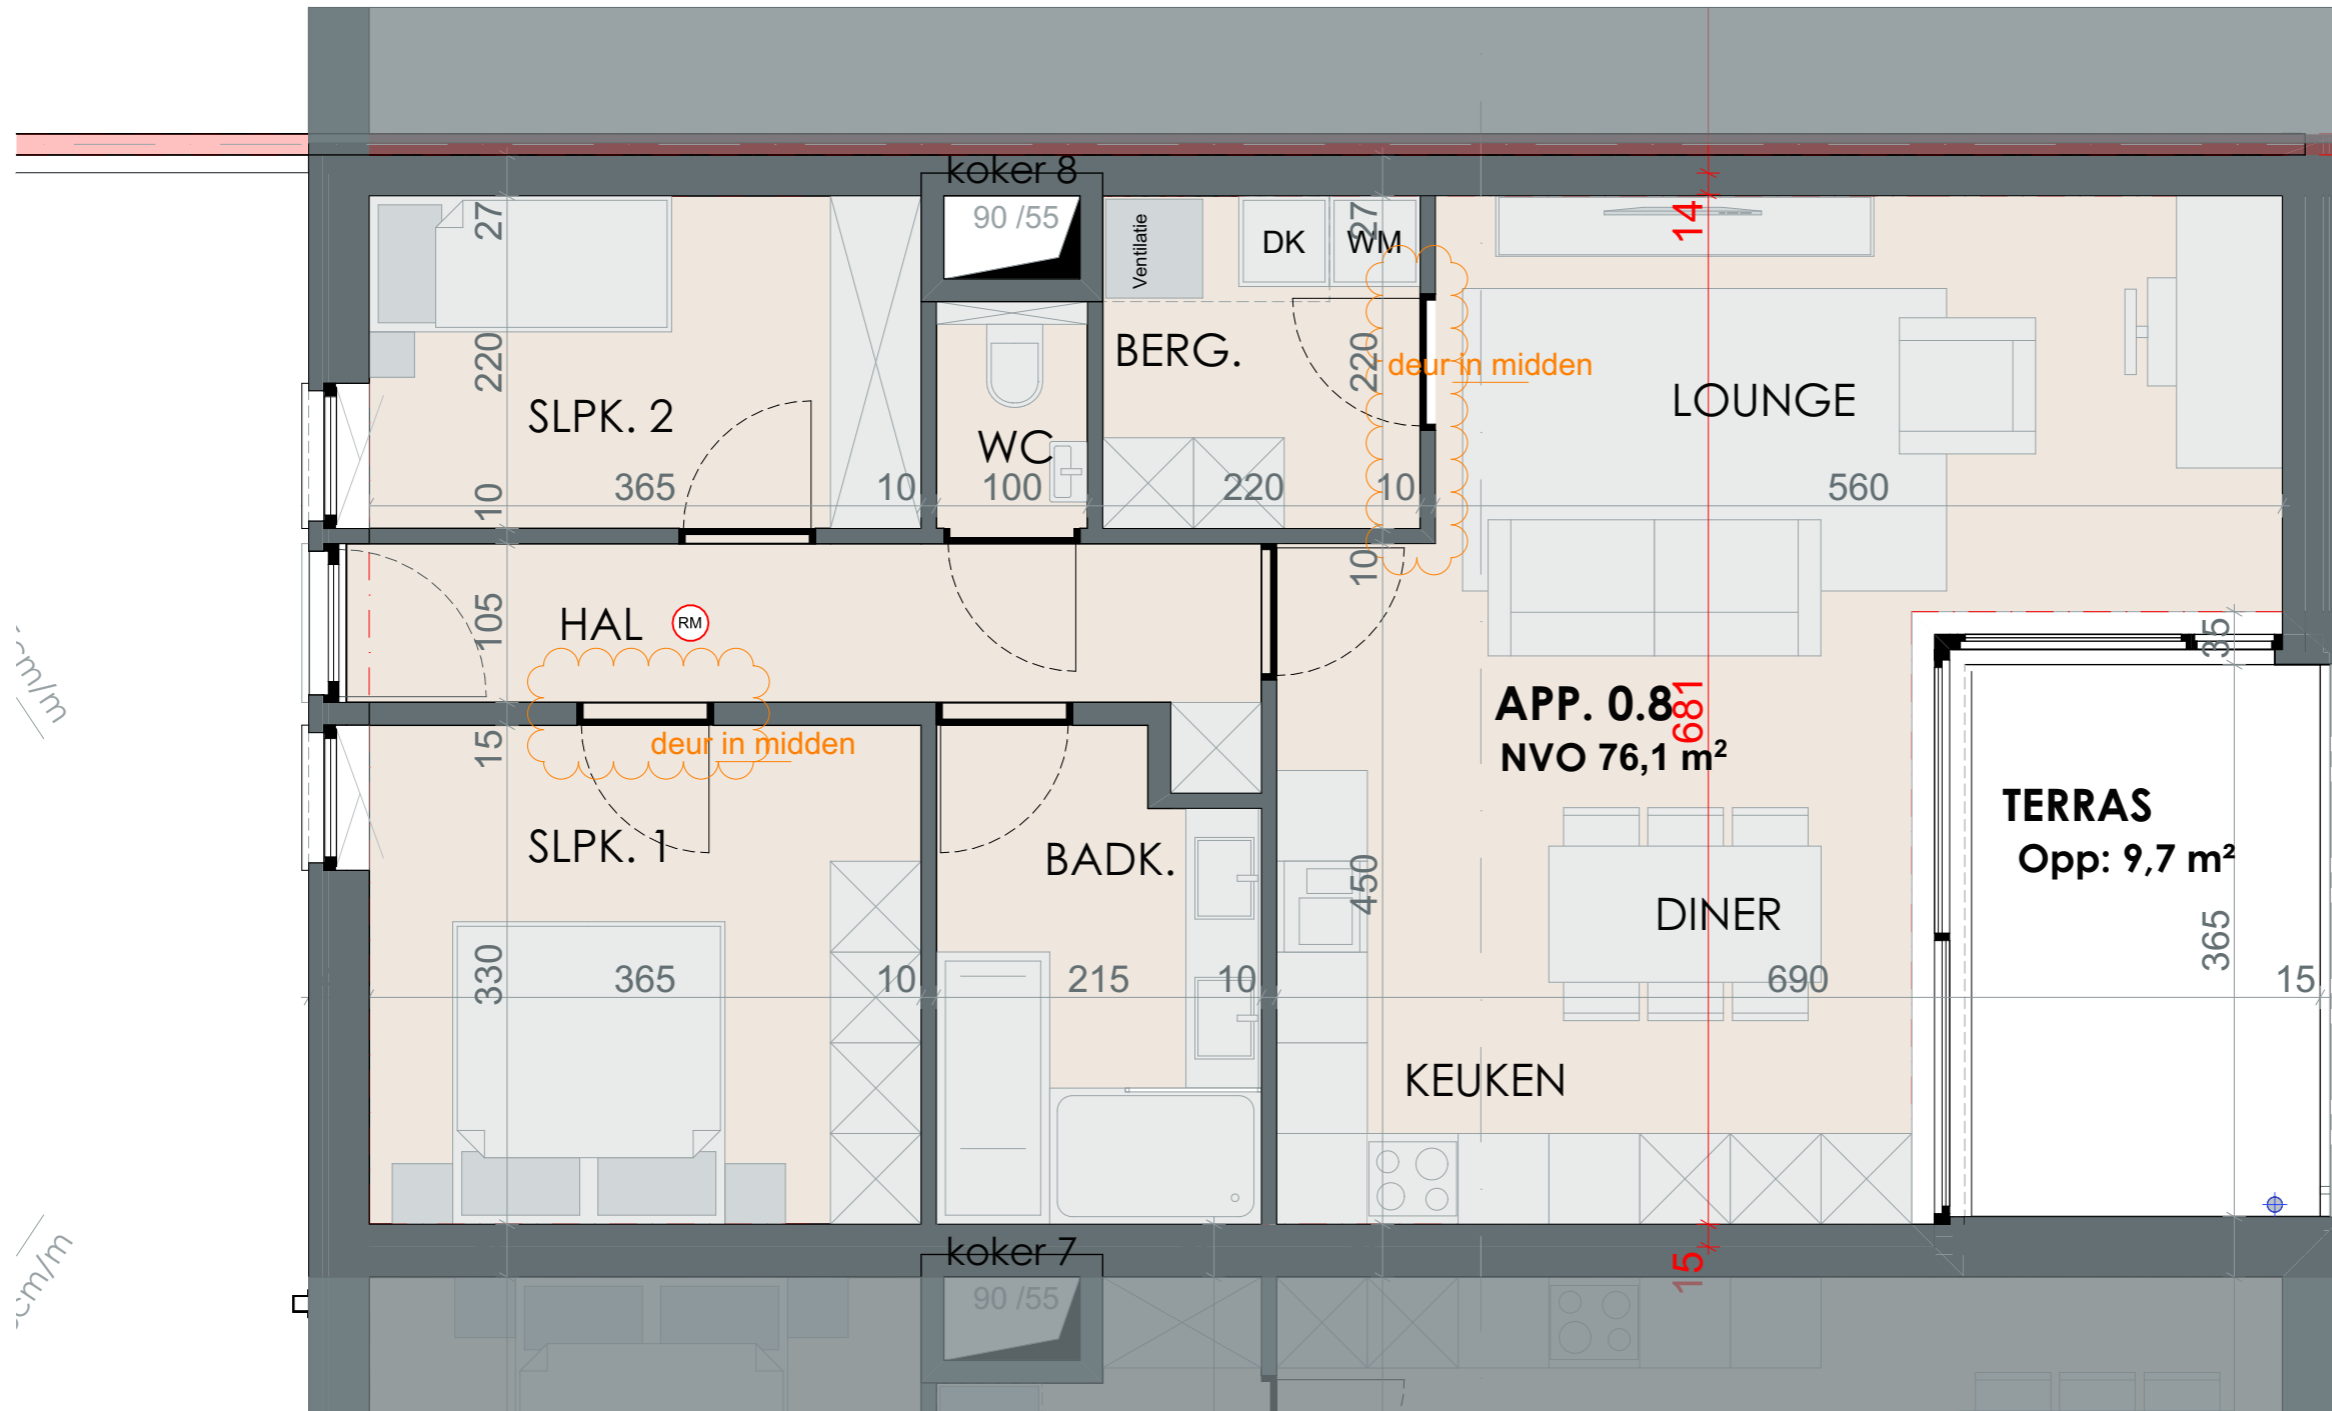 koker 8
90 /55
27
Ventilatie
DK
WM
27
14
220
BERG.
220
deur in midden
LOUNGE
SLPK. 2
WC
10
365
10
100
220
10
560
10
HAL
RM
105
35
cm/m
APP. 0.8
681
NVO 76,1 m²
15
deur in midden
TERRAS
Opp: 9,7 m²
SLPK. 1
BADK.
450
DINER
365
330
365
10
215
10
690
15
KEUKEN
koker 7
15
90 /55
cm/m